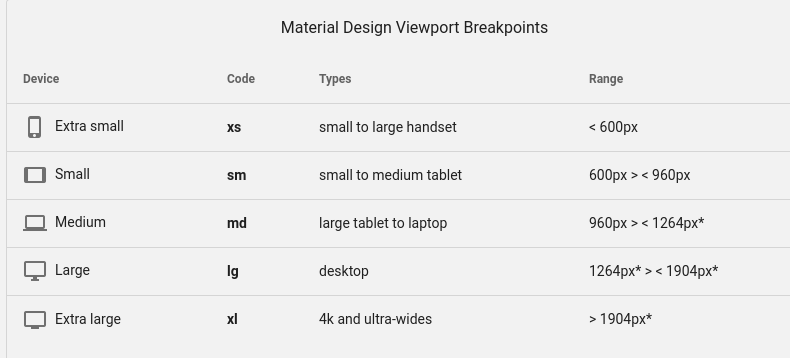 Material Design Viewport Breakpoints
Device Code Types Range
Extra small xs small to large handset < 600px
Small sm small to medium tablet 600px > < 960px
Medium md large tablet to laptop 960px > < 1264px*
Large lg desktop 1264px* > < 1904px*
Extra large xl 4k and ultra-wides > 1904px*